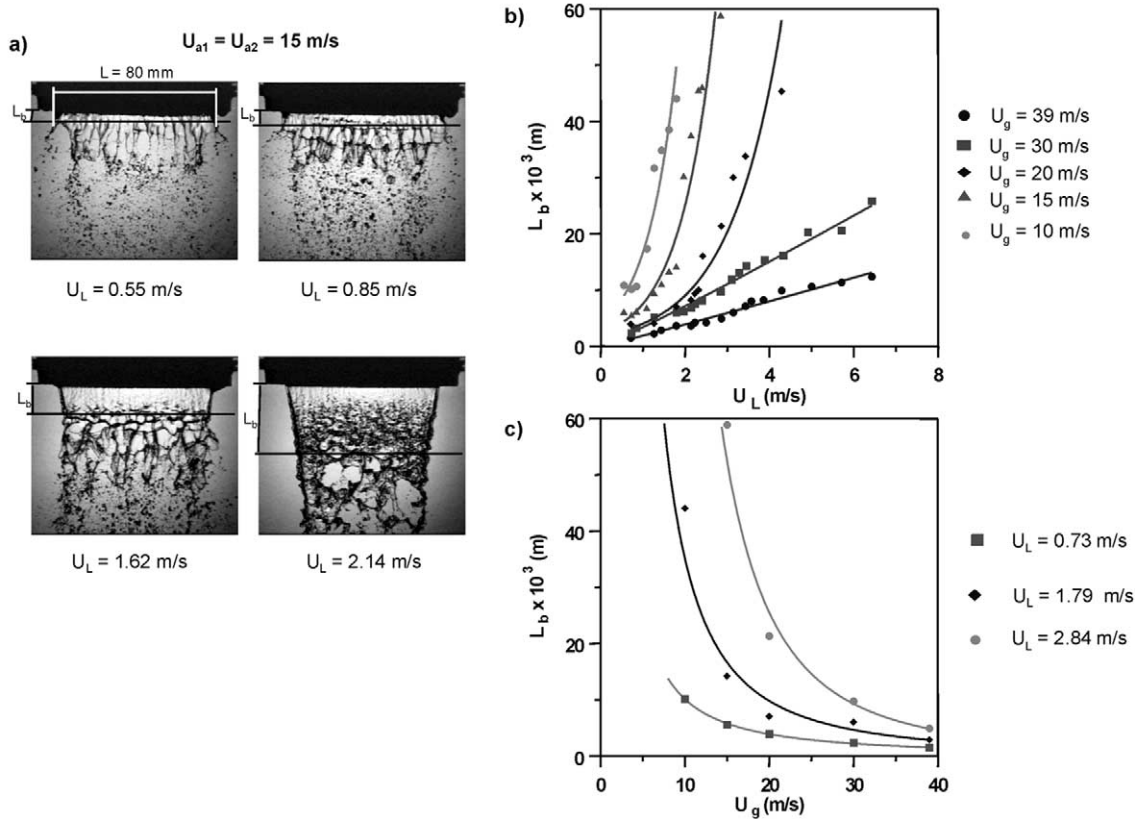 a)
U_a1 = U_a2 = 15 m/s
L = 80 mm
L_b
L_b
U_L = 0.55 m/s
U_L = 0.85 m/s
L_b
L_b
U_L = 1.62 m/s
U_L = 2.14 m/s
b)
60
40
20
0
L_b x 10^3 (m)
0 2 4 6 8
U_L (m/s)
U_g = 39 m/s
U_g = 30 m/s
U_g = 20 m/s
U_g = 15 m/s
U_g = 10 m/s
c)
60
40
20
0
L_b x 10^3 (m)
0 10 20 30 40
U_g (m/s)
U_L = 0.73 m/s
U_L = 1.79 m/s
U_L = 2.84 m/s